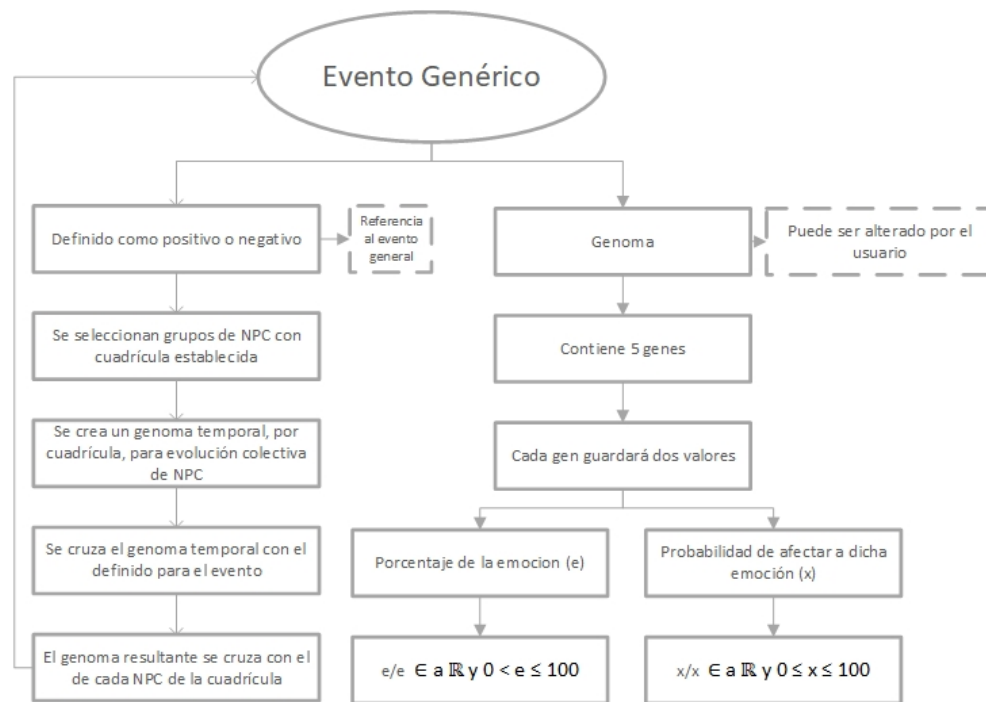 Evento Genérico
Definido como positivo o negativo
Referencia
al evento
general
Se seleccionan grupos de NPC con
cuadrícula establecida
Se crea un genoma temporal, por
cuadrícula, para evolución colectiva
de NPC
Se cruza el genoma temporal con el
definido para el evento
El genoma resultante se cruza con el
de cada NPC de la cuadrícula
Genoma
Puede ser alterado por el
usuario
Contiene 5 genes
Cada gen guardará dos valores
Porcentaje de la emocion (e)
e/e ∈ a ℝ y 0 < e ≤ 100
Probabilidad de afectar a dicha
emoción (x)
x/x ∈ a ℝ y 0 ≤ x ≤ 100